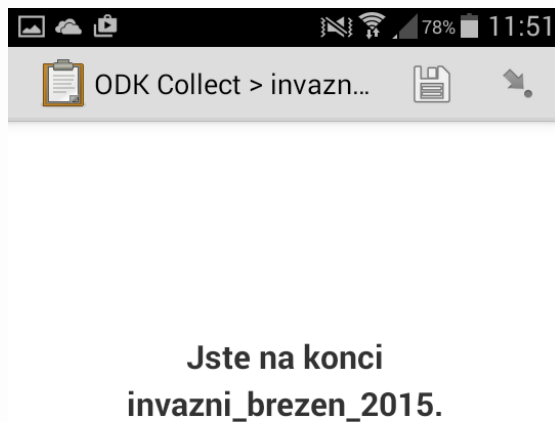 78% 11:51
ODK Collect > invazn...
Jste na konci
invazni_brezen_2015.